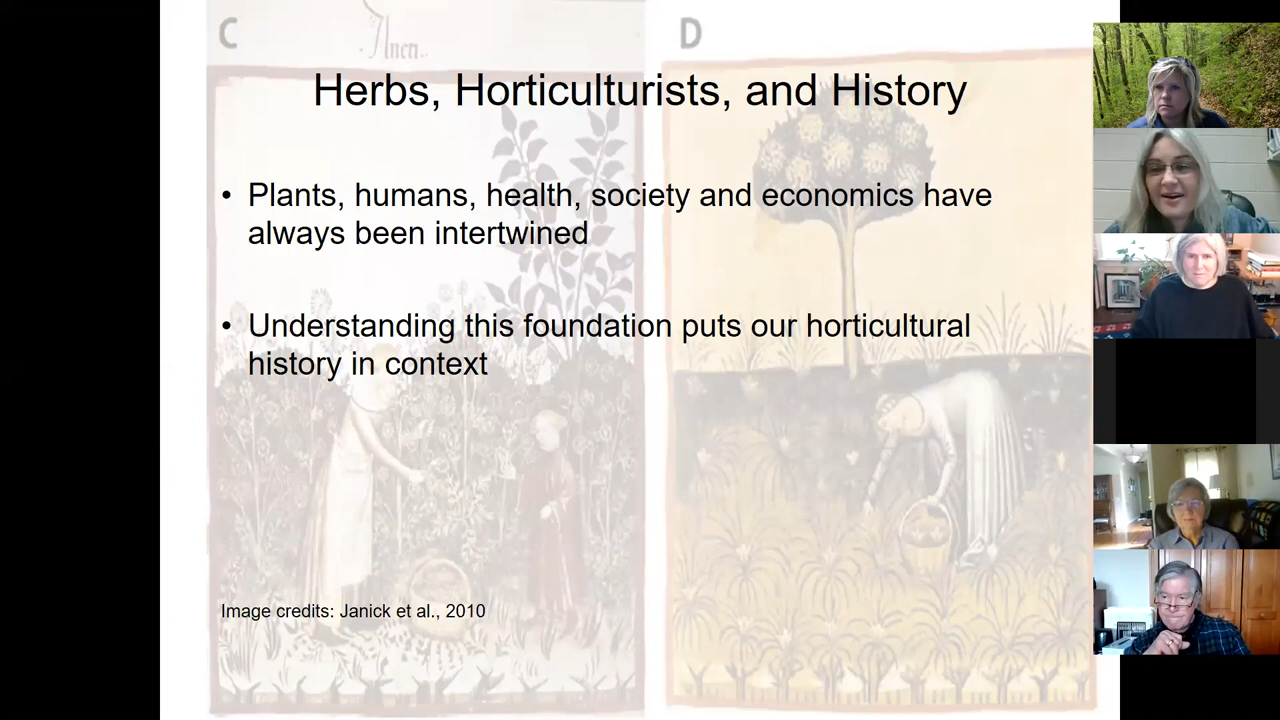 C
D
Herbs, Horticulturists, and History
• Plants, humans, health, society and economics have
always been intertwined
• Understanding this foundation puts our horticultural
history in context
Image credits: Janick et al., 2010